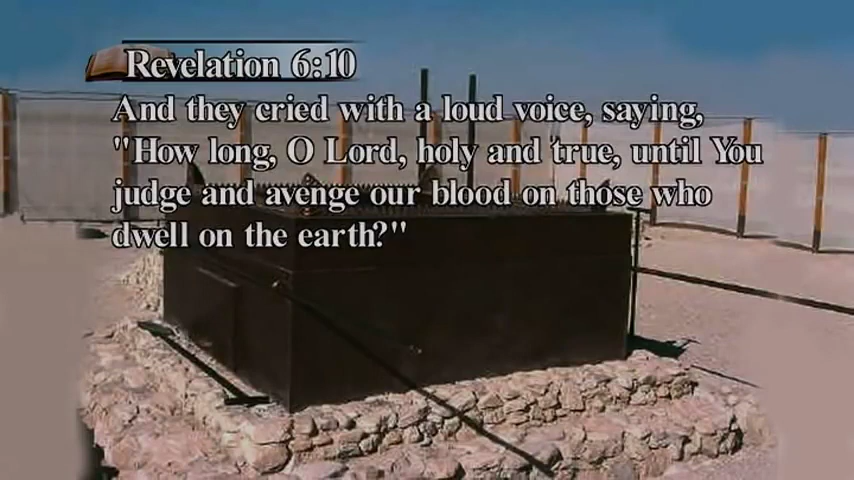 Revelation 6:10
And they cried with a loud voice, saying,
"How long, O Lord, holy and true, until You
judge and avenge our blood on those who
dwell on the earth?"